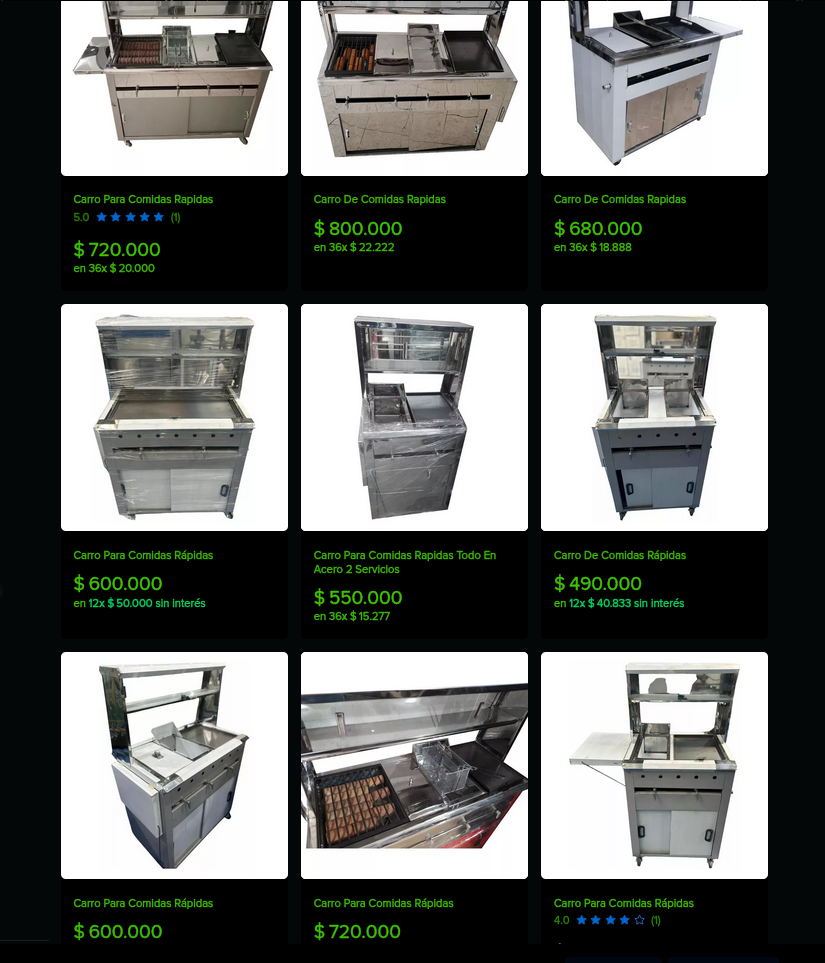 Carro Para Comidas Rapidas
5.0 (1)
$ 720.000
en 36x $ 20.000
Carro De Comidas Rapidas
$ 800.000
en 36x $ 22.222
Carro De Comidas Rapidas
$ 680.000
en 36x $ 18.888
Carro Para Comidas Rápidas
$ 600.000
en 12x $ 50.000 sin interés
Carro Para Comidas Rapidas Todo En
Acero 2 Servicios
$ 550.000
en 36x $ 15.277
Carro De Comidas Rápidas
$ 490.000
en 12x $ 40.833 sin interés
Carro Para Comidas Rápidas
$ 600.000
Carro Para Comidas Rápidas
$ 720.000
Carro Para Comidas Rápidas
4.0 (1)